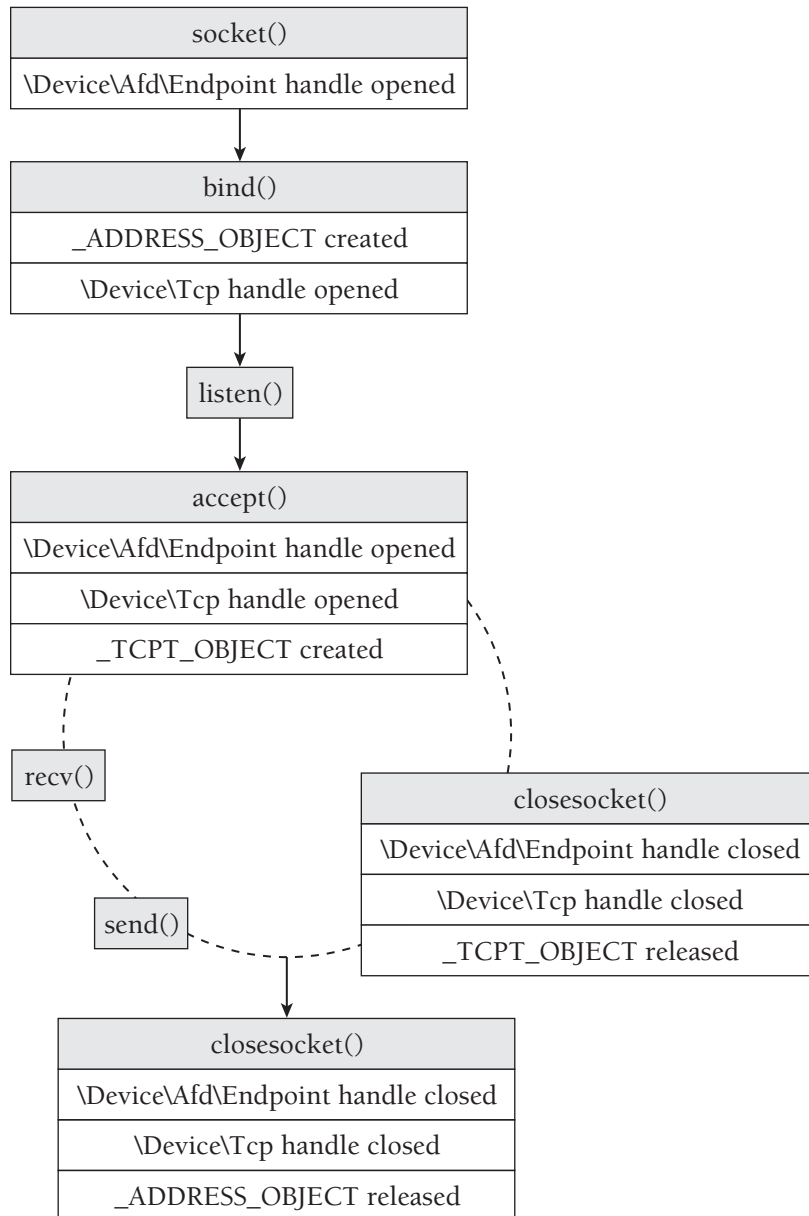 socket()
\Device\Afd\Endpoint handle opened
bind()
_ADDRESS_OBJECT created
\Device\Tcp handle opened
listen()
accept()
\Device\Afd\Endpoint handle opened
\Device\Tcp handle opened
_TCPT_OBJECT created
recv()
closesocket()
\Device\Afd\Endpoint handle closed
\Device\Tcp handle closed
_TCPT_OBJECT released
send()
closesocket()
\Device\Afd\Endpoint handle closed
\Device\Tcp handle closed
_ADDRESS_OBJECT released